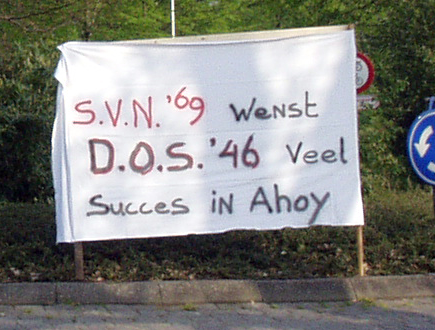 S.V.N. '69 Wenst
D.O.S. '46 Veel
Succes in Ahoy